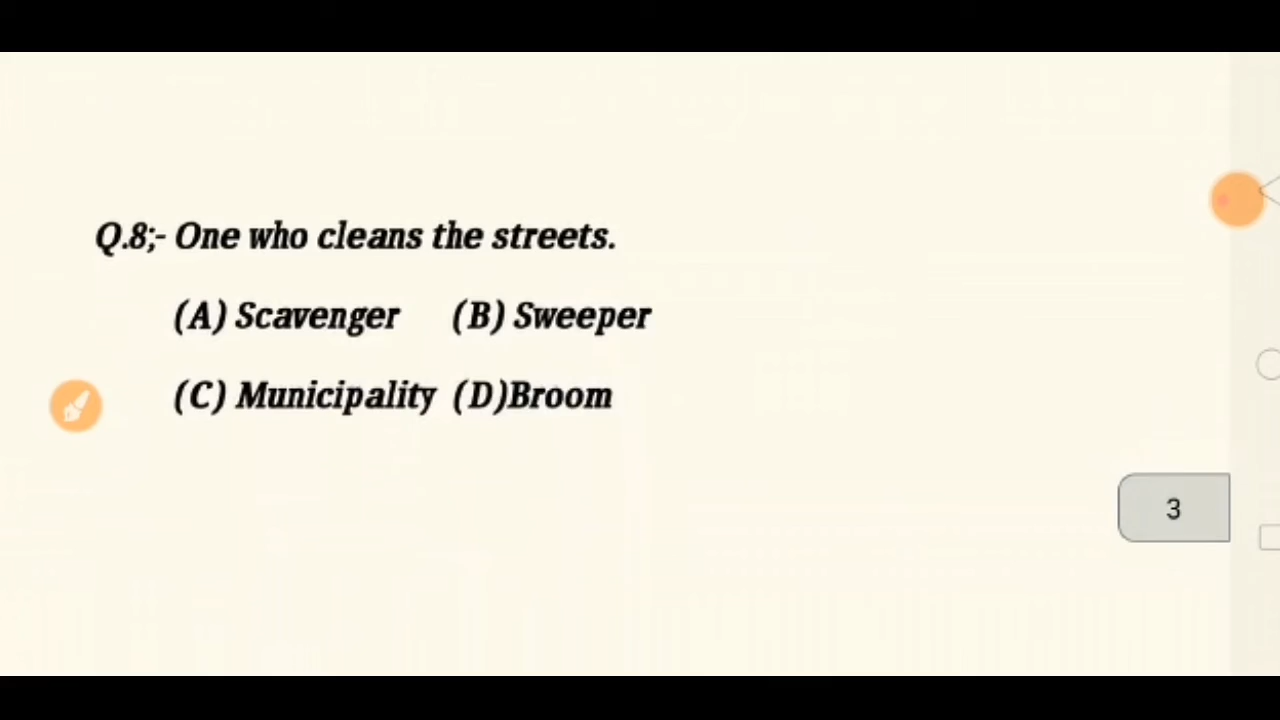 Q.8;- One who cleans the streets.
(A) Scavenger (B) Sweeper
(C) Municipality (D)Broom
3